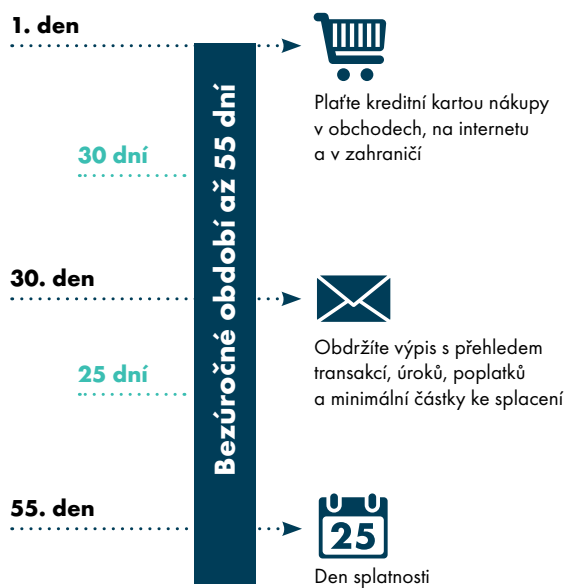 1. den
Plaťte kreditní kartou nákupy
v obchodech, na internetu
a v zahraničí
30 dní
Bezúročné období až 55 dní
30. den
Obdržíte výpis s přehledem
transakcí, úroků, poplatků
a minimální částky ke splacení
25 dní
55. den
25
Den splatnosti